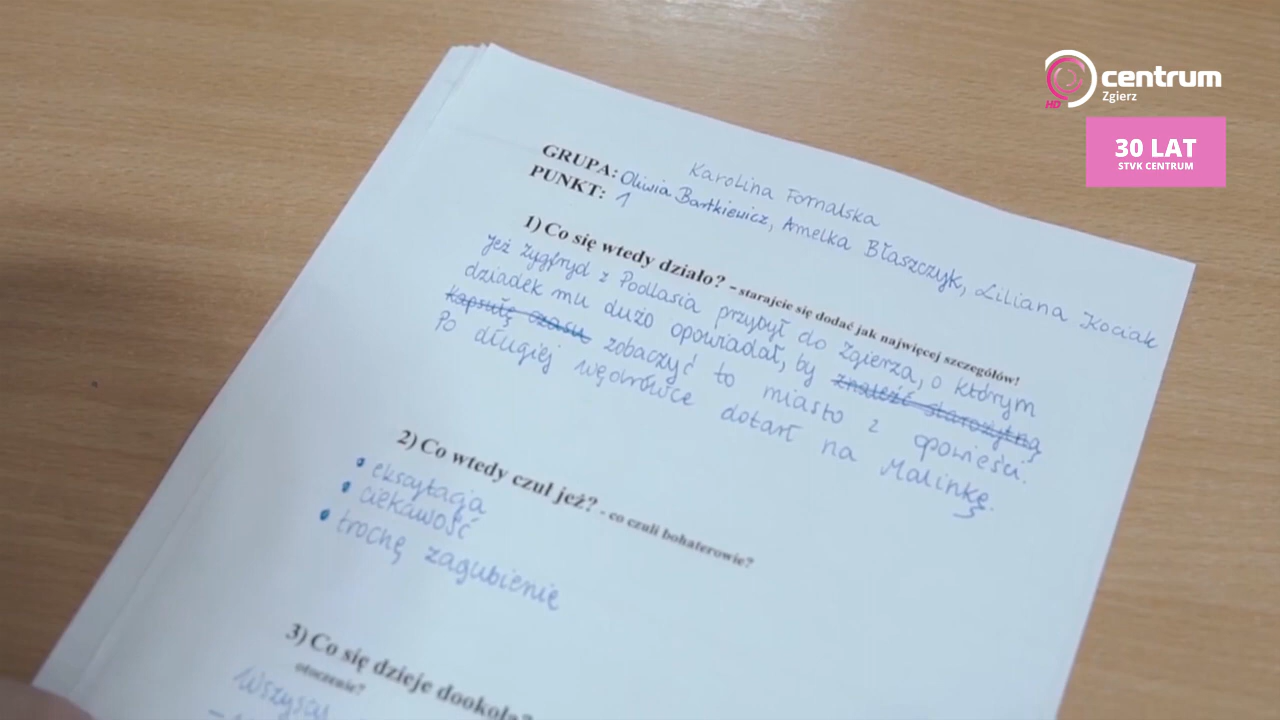 centrum
HD
Zgierz
30 LAT
STVK CENTRUM
Karolina Fornalska
GRUPA: Oliwia Bartkiewicz, Amelka Błaszczyk, Liliana Kociak
PUNKT: 1
1) Co się wtedy działo? - starajcie się dodać jak najwięcej szczegółów!
Jeż Zygfryd z Podlasia przybył do Zgierza, o którym
dziadek mu dużo opowiadał, by znaleźć starożytną
kapsułę czasu zobaczyć to miasto z opowieści.
Po długiej wędrówce dotarł na Malinkę.
2) Co wtedy czuł jeż? - co czuli bohaterowie?
• ekscytacja
• ciekawość
• trochę zagubienie
3) Co się dzieje dookoła?
otoczenie?
Wszyscy